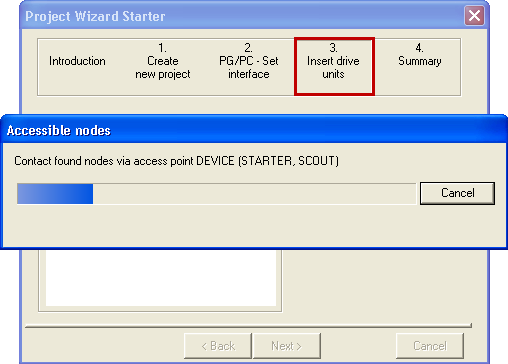 Project Wizard Starter
Introduction
1.
Create
new project
2.
PG/PC - Set
interface
3.
Insert drive
units
4.
Summary
Accessible nodes
Contact found nodes via access point DEVICE (STARTER, SCOUT)
Cancel
< Back
Next >
Cancel